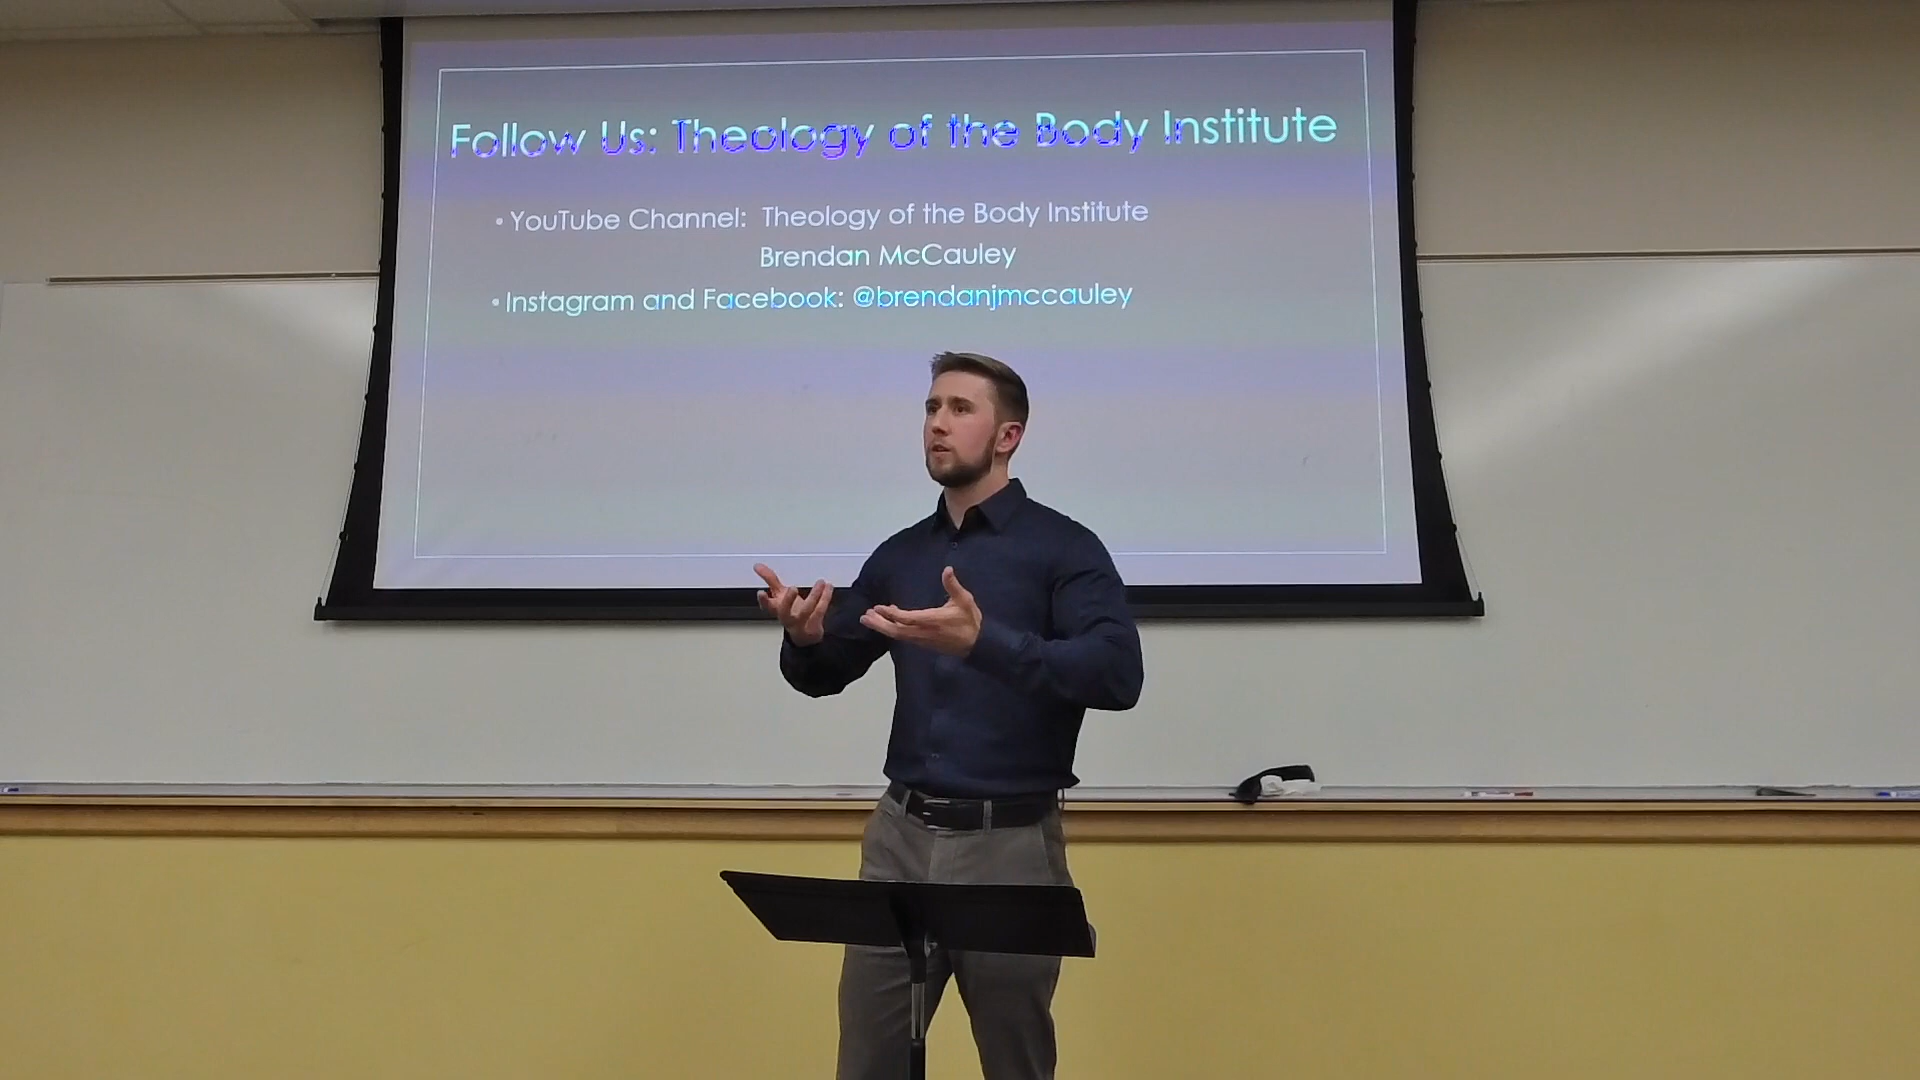 Follow Us: Theology of the Body Institute
• YouTube Channel: Theology of the Body Institute
Brendan McCauley
• Instagram and Facebook: @brendanjmccauley